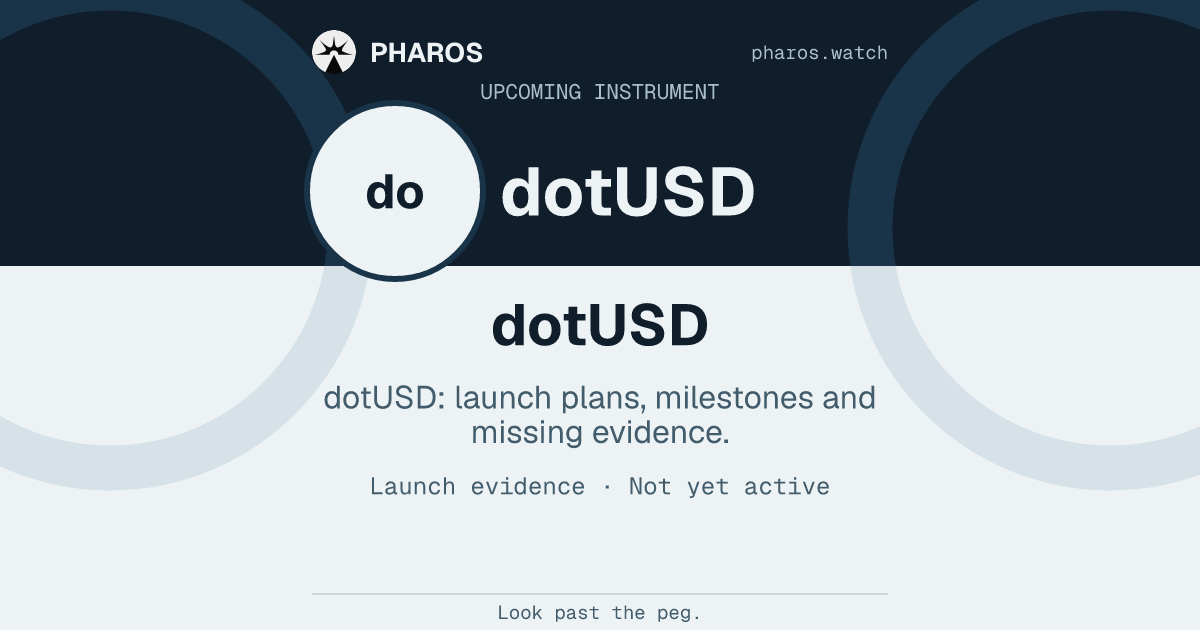 PHAROS
pharos.watch
UPCOMING INSTRUMENT
do
dotUSD
dotUSD
dotUSD: launch plans, milestones and
missing evidence.
Launch evidence · Not yet active
Look past the peg.